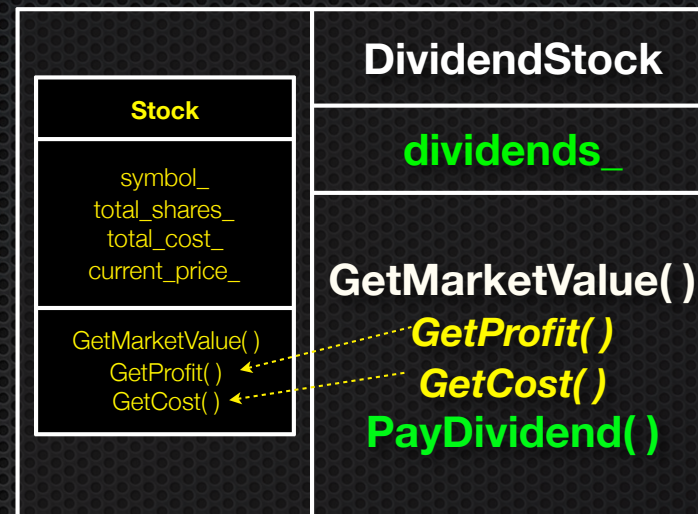 Stock
symbol_
total_shares_
total_cost_
current_price_
GetMarketValue( )
GetProfit( )
GetCost( )
DividendStock
dividends_
GetMarketValue( )
GetProfit( )
GetCost( )
PayDividend( )